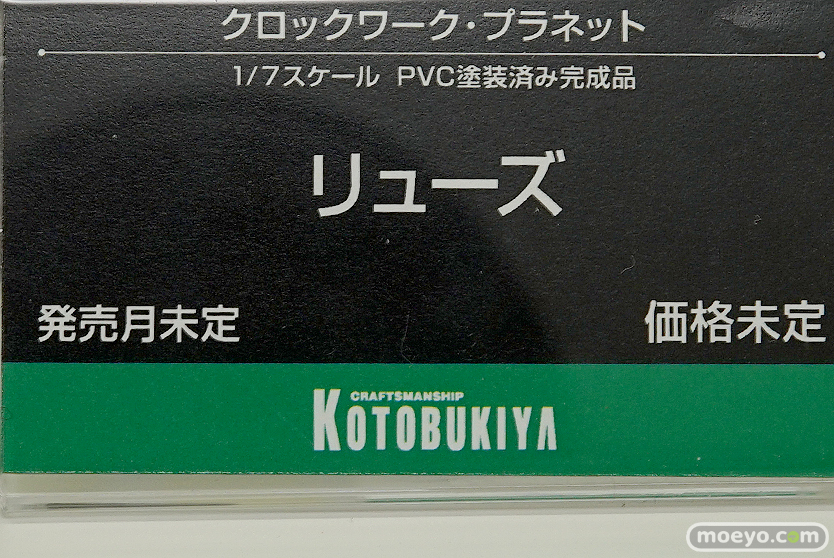 クロックワーク・プラネット
1/7スケール PVC塗装済み完成品
リューズ
発売月未定 価格未定
CRAFTSMANSHIP
KOTOBUKIYA
moeyo.com